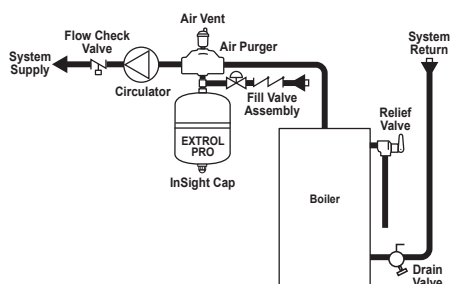 Air Vent
Flow Check
Valve
System
Supply
Air Purger
System
Return
Circulator
Fill Valve
Assembly
Relief
Valve
EXTROL
PRO
InSight Cap
Boiler
Drain
Valve